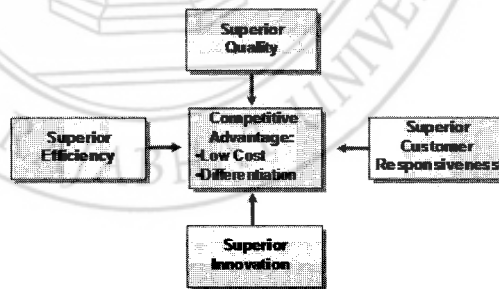 Superior
Quality
Superior
Efficiency
Competitive
Advantage:
-Low Cost
-Differentiation
Superior
Customer
Responsiveness
Superior
Innovation